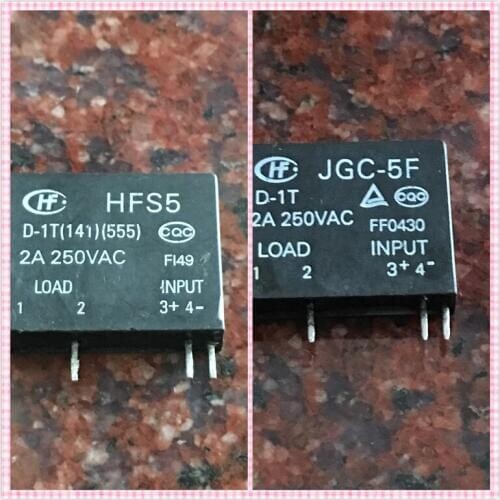 HF HFS5
D-1T(141)(555) CQC
2A 250VAC FI49
LOAD INPUT
1 2 3+ 4-
HF JGC-5F
D-1T CQC
2A 250VAC FF0430
LOAD INPUT
1 2 3+ 4-